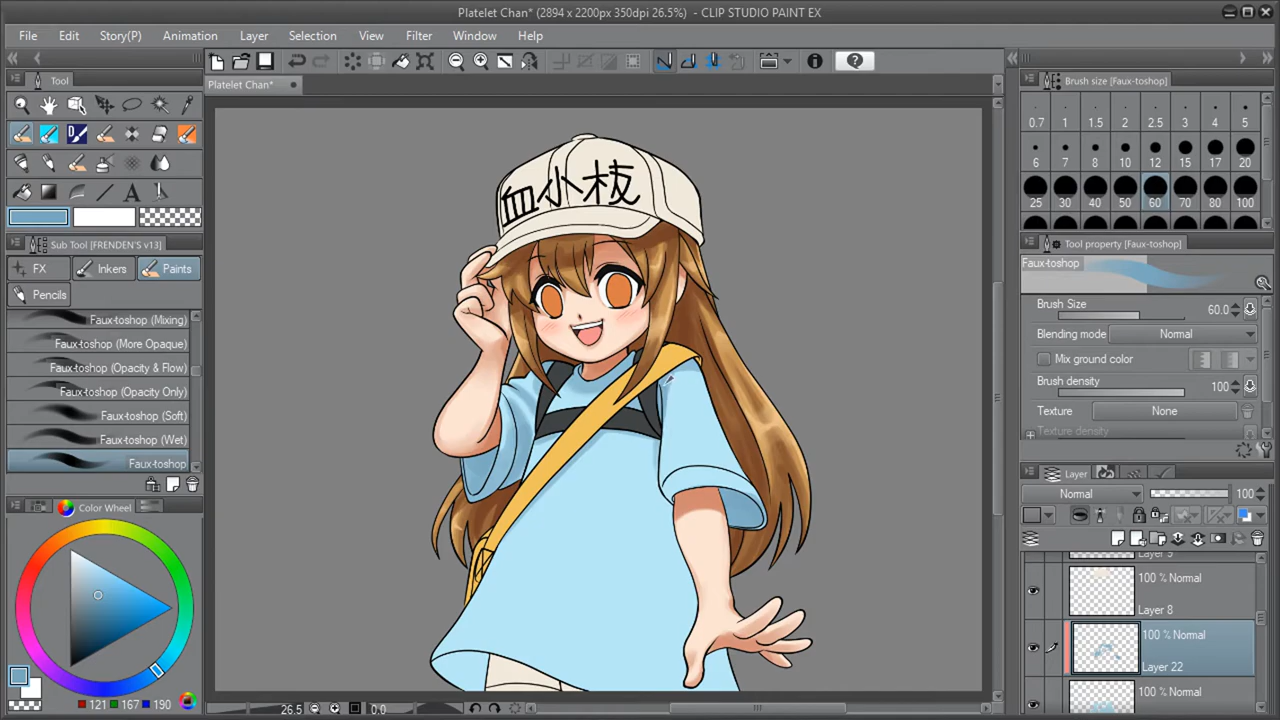 Platelet Chan* (2894 x 2200px 350dpi 26.5%) - CLIP STUDIO PAINT EX
File Edit Story(P) Animation Layer Selection View Filter Window Help
Tool
Platelet Chan*
Brush size [Faux-toshop]
0.7 1 1.5 2 2.5 3 4 5
6 7 8 10 12 15 17 20
25 30 40 50 60 70 80 100
血小板
Sub Tool [FRENDEN'S v13]
FX Inkers Paints
Pencils
Faux-toshop (Mixing)
Faux-toshop (More Opaque)
Faux-toshop (Opacity & Flow)
Faux-toshop (Opacity Only)
Faux-toshop (Soft)
Faux-toshop (Wet)
Faux-toshop
Tool property [Faux-toshop]
Faux-toshop
Brush Size 60.0
Blending mode Normal
Mix ground color
Brush density 100
Texture None
Texture density
Layer
Normal 100
Layer 9
100 % Normal
Layer 8
100 % Normal
Layer 22
100 % Normal
Color Wheel
121 167 190
26.5 0.0